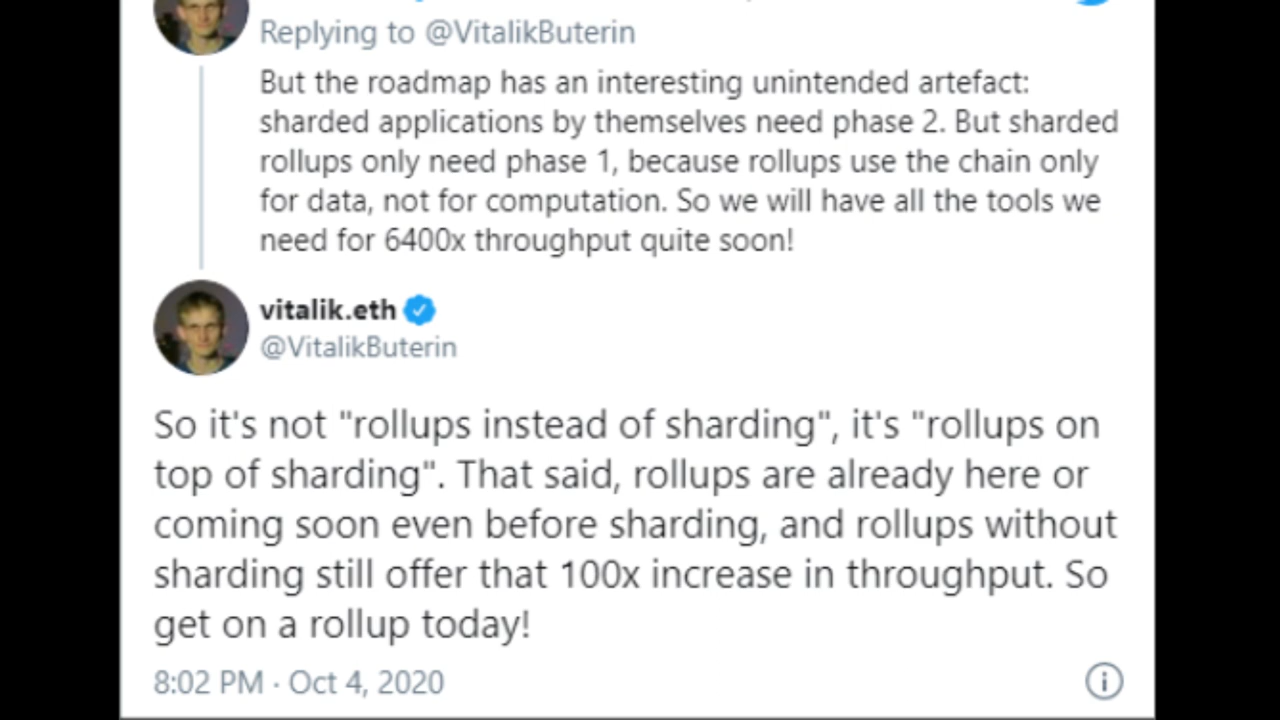 Replying to @VitalikButerin
But the roadmap has an interesting unintended artefact:
sharded applications by themselves need phase 2. But sharded
rollups only need phase 1, because rollups use the chain only
for data, not for computation. So we will have all the tools we
need for 6400x throughput quite soon!
vitalik.eth
@VitalikButerin
So it's not "rollups instead of sharding", it's "rollups on
top of sharding". That said, rollups are already here or
coming soon even before sharding, and rollups without
sharding still offer that 100x increase in throughput. So
get on a rollup today!
8:02 PM · Oct 4, 2020